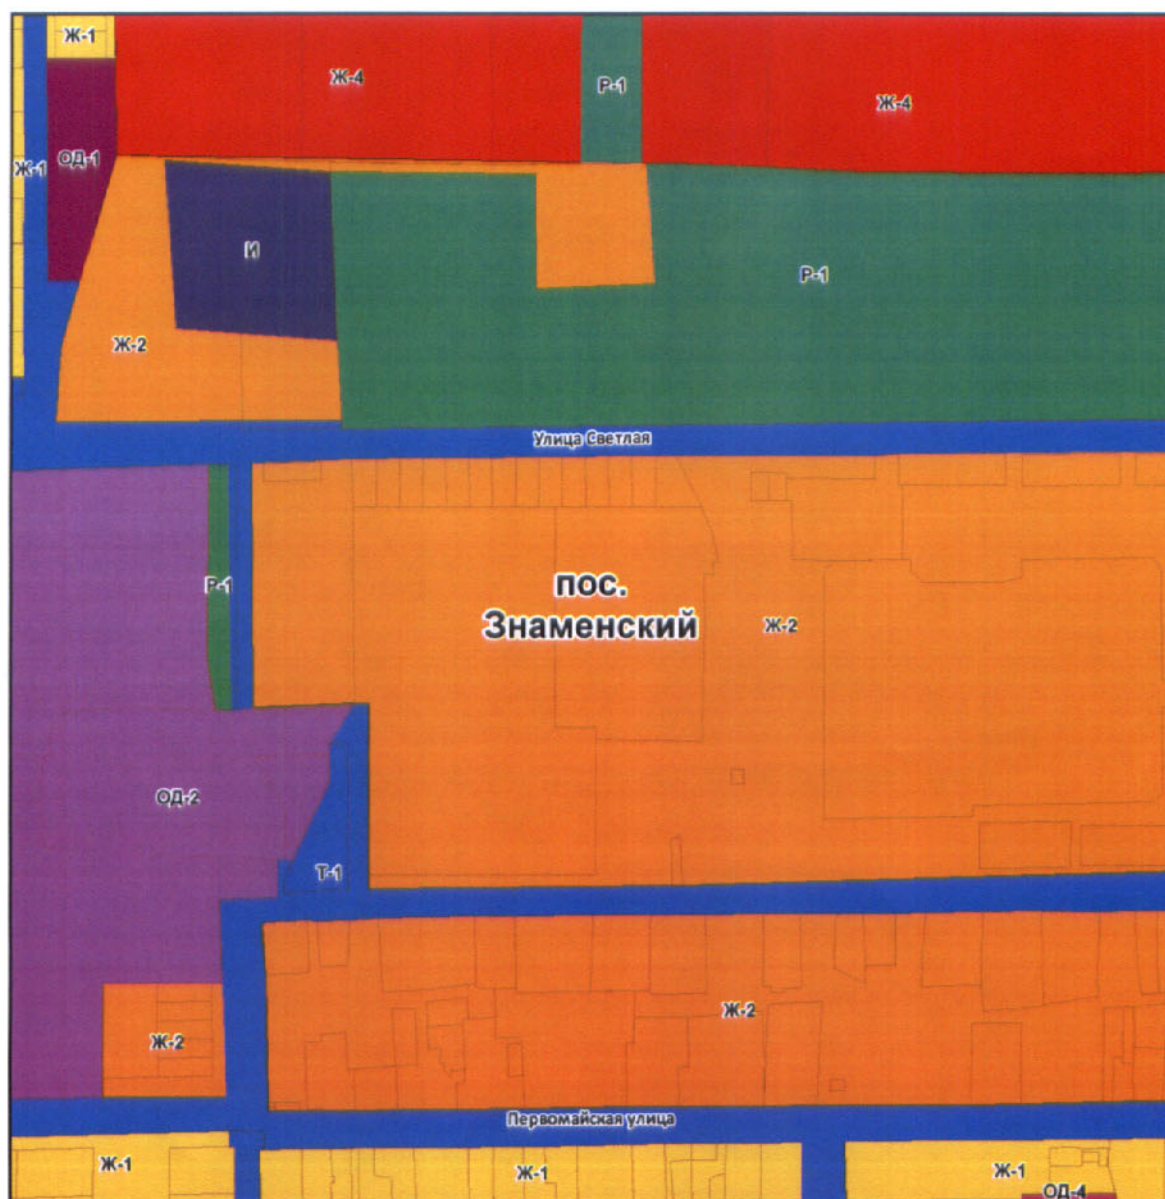 Ж-1
Ж-4
Р-1
Ж-4
ОД-1
Ж-1
И
Р-1
Ж-2
Улица Светлая
Р-1
пос.
Знаменский
Ж-2
ОД-2
Т-1
Ж-2
Ж-2
Первомайская улица
Ж-1
Ж-1
Ж-1
ОД-4